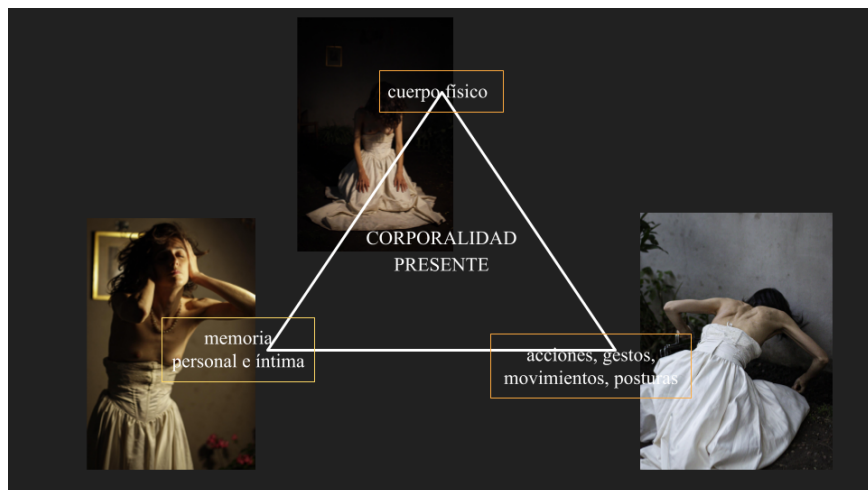 cuerpo físico
CORPORALIDAD
PRESENTE
memoria
personal e íntima
acciones, gestos,
movimientos, posturas